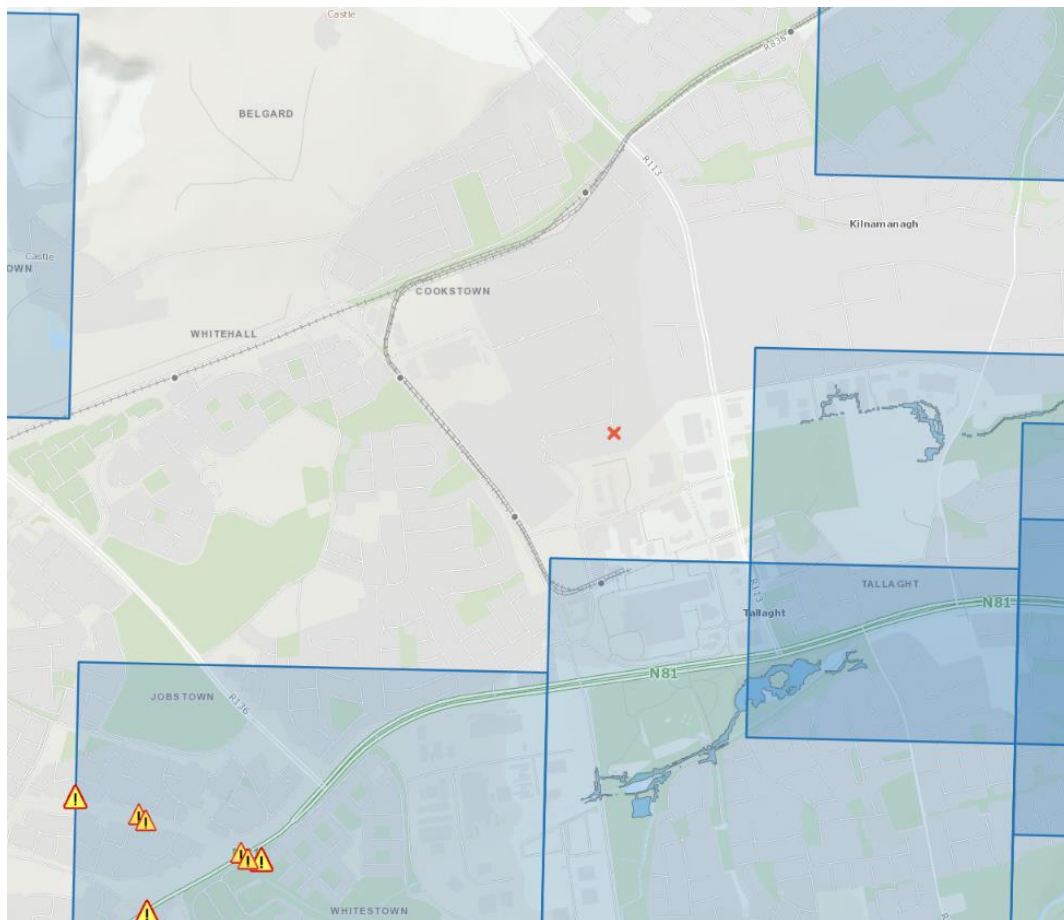 Castle
R838
BELGARD
R113
Kilnamanagh
Castle
OWN
COOKSTOWN
WHITEHALL
TALLAGHT
R113
Tallaght
N81
N81
JOBSTOWN
R136
WHITESTOWN